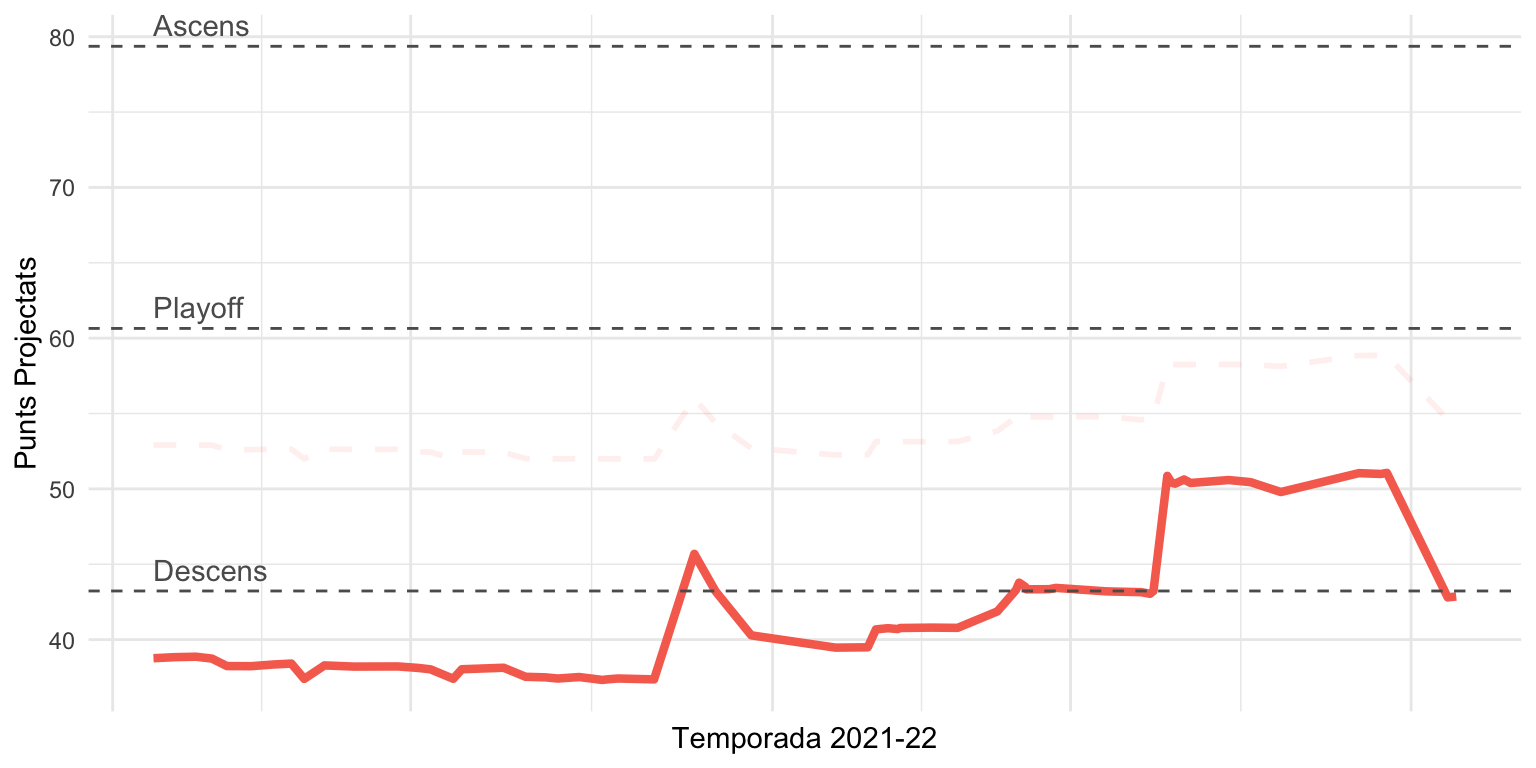 Ascens
80
70
Playoff
60
50
Descens
40
Punts Projectats
Temporada 2021-22